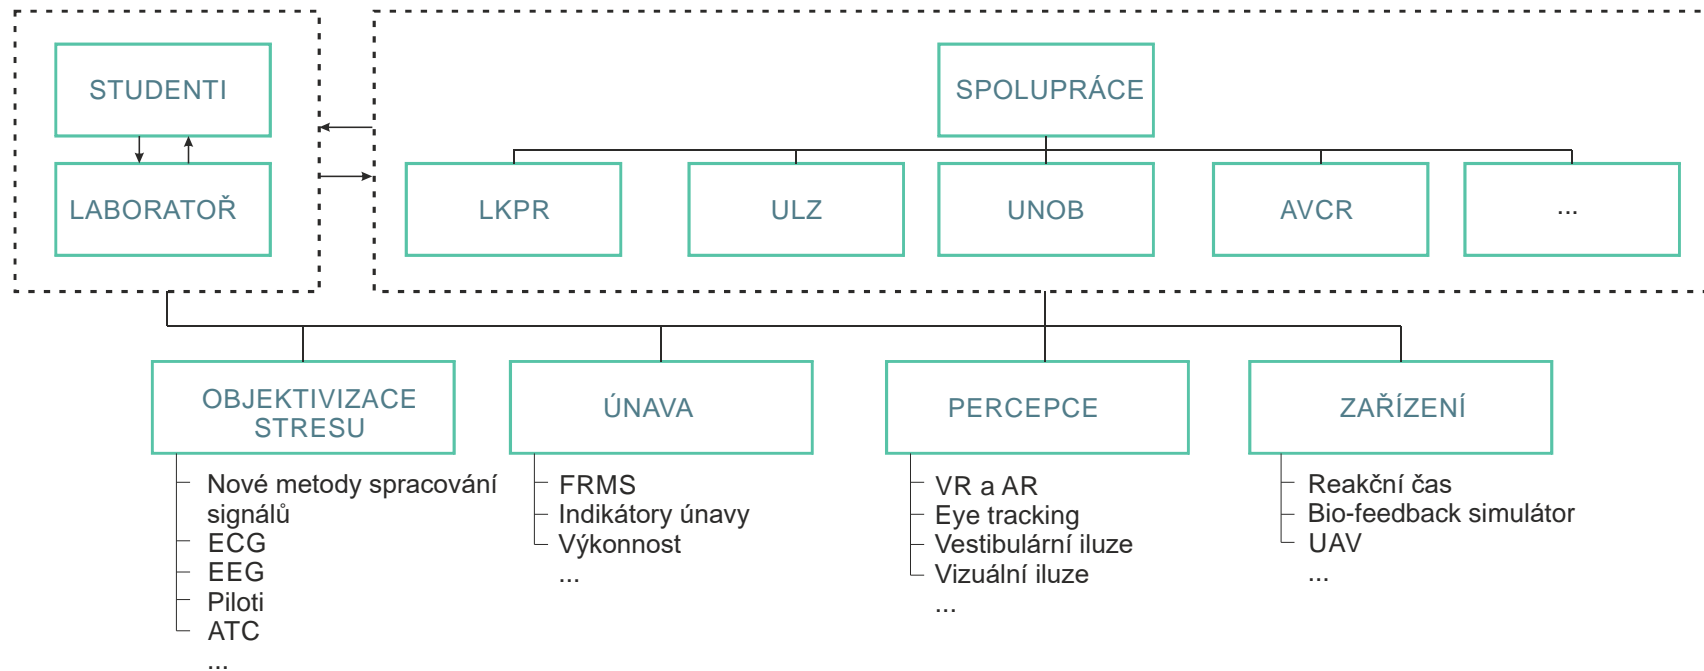 STUDENTI
LABORATOŘ
SPOLUPRÁCE
LKPR
ULZ
UNOB
AVCR
...
OBJEKTIVIZACE
STRESU
Nové metody spracování
signálů
ECG
EEG
Piloti
ATC
...
ÚNAVA
FRMS
Indikátory únavy
Výkonnost
...
PERCEPCE
VR a AR
Eye tracking
Vestibulární iluze
Vizuální iluze
...
ZAŘÍZENÍ
Reakční čas
Bio-feedback simulátor
UAV
...